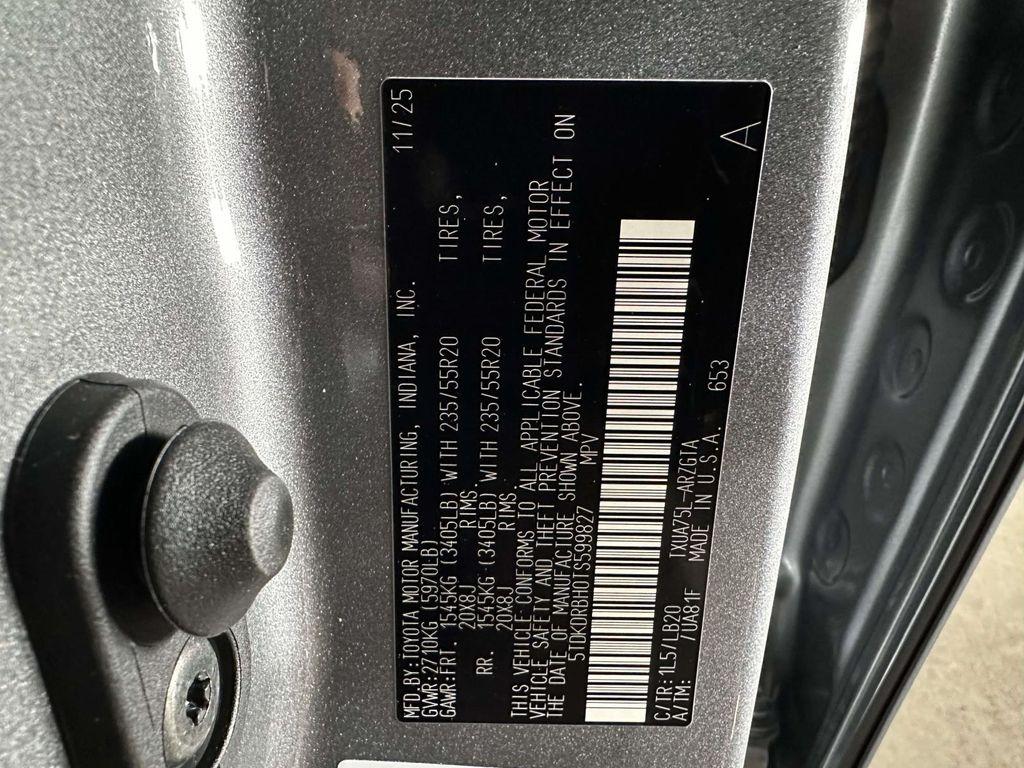 MFD.BY:TOYOTA MOTOR MANUFACTURING, INDIANA, INC. 11/25
GVWR:2710KG (5970LB)
GAWR:FRT. 1545KG (3405LB) WITH 235/55R20 TIRES,
20X8J RIMS
RR. 1545KG (3405LB) WITH 235/55R20 TIRES,
20X8J RIMS
THIS VEHICLE CONFORMS TO ALL APPLICABLE FEDERAL MOTOR
VEHICLE SAFETY AND THEFT PREVENTION STANDARDS IN EFFECT ON
THE DATE OF MANUFACTURE SHOWN ABOVE.
5TDKDRBH0TS599827 MPV
C/TR:1L5/LB20 TXUA75L-ARZGTA 653
A/TM: /UA81F MADE IN U.S.A.
A